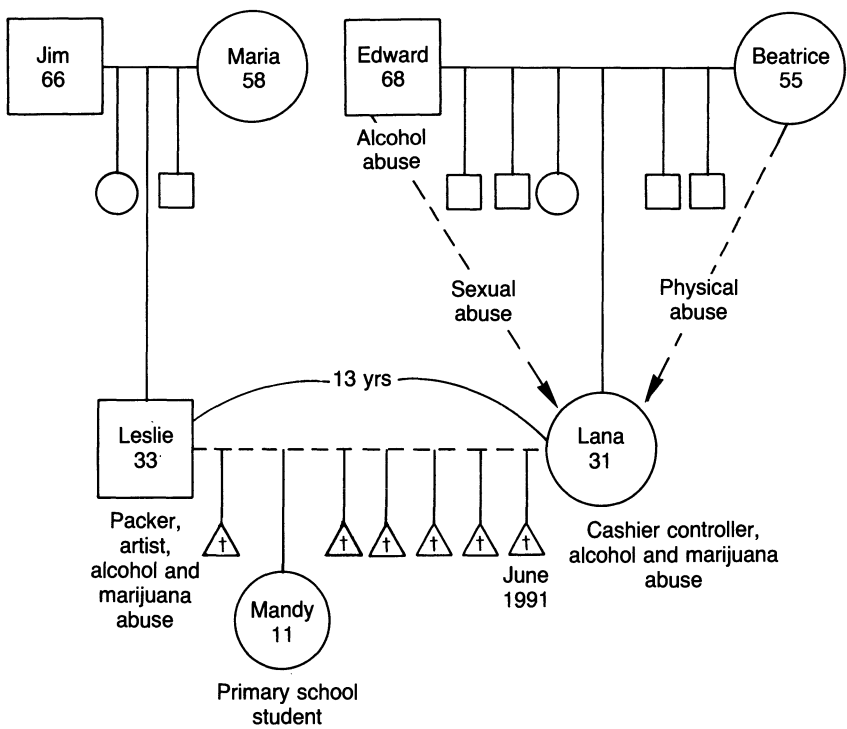 Jim
66
Maria
58
Edward
68
Beatrice
55
Alcohol
abuse
Sexual
abuse
Physical
abuse
13 yrs
Leslie
33
Lana
31
Packer,
artist,
alcohol and
marijuana
abuse
†
†
†
†
†
†
June
1991
Cashier controller,
alcohol and marijuana
abuse
Mandy
11
Primary school
student